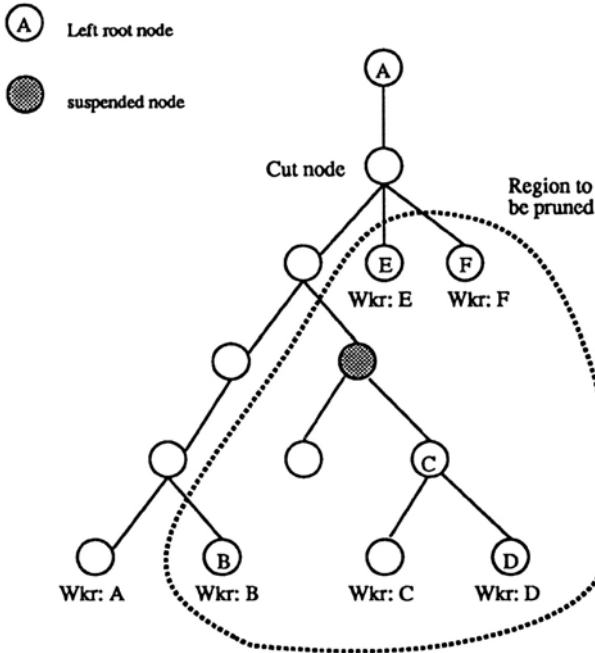 A Left root node
suspended node
A
Cut node
Region to
be pruned
E
F
Wkr: E
Wkr: F
C
B
D
Wkr: A
Wkr: B
Wkr: C
Wkr: D